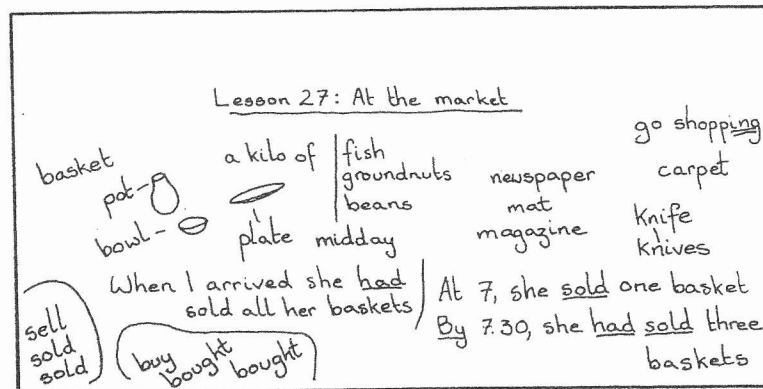 Lesson 27: At the market
go shopping
basket
a kilo of
fish
groundnuts
beans
newspaper
carpet
pot
mat
knife
bowl
plate
midday
magazine
knives
When I arrived she had
sold all her baskets
At 7, she sold one basket
By 7.30, she had sold three
baskets
sell
sold
sold
buy
bought
bought